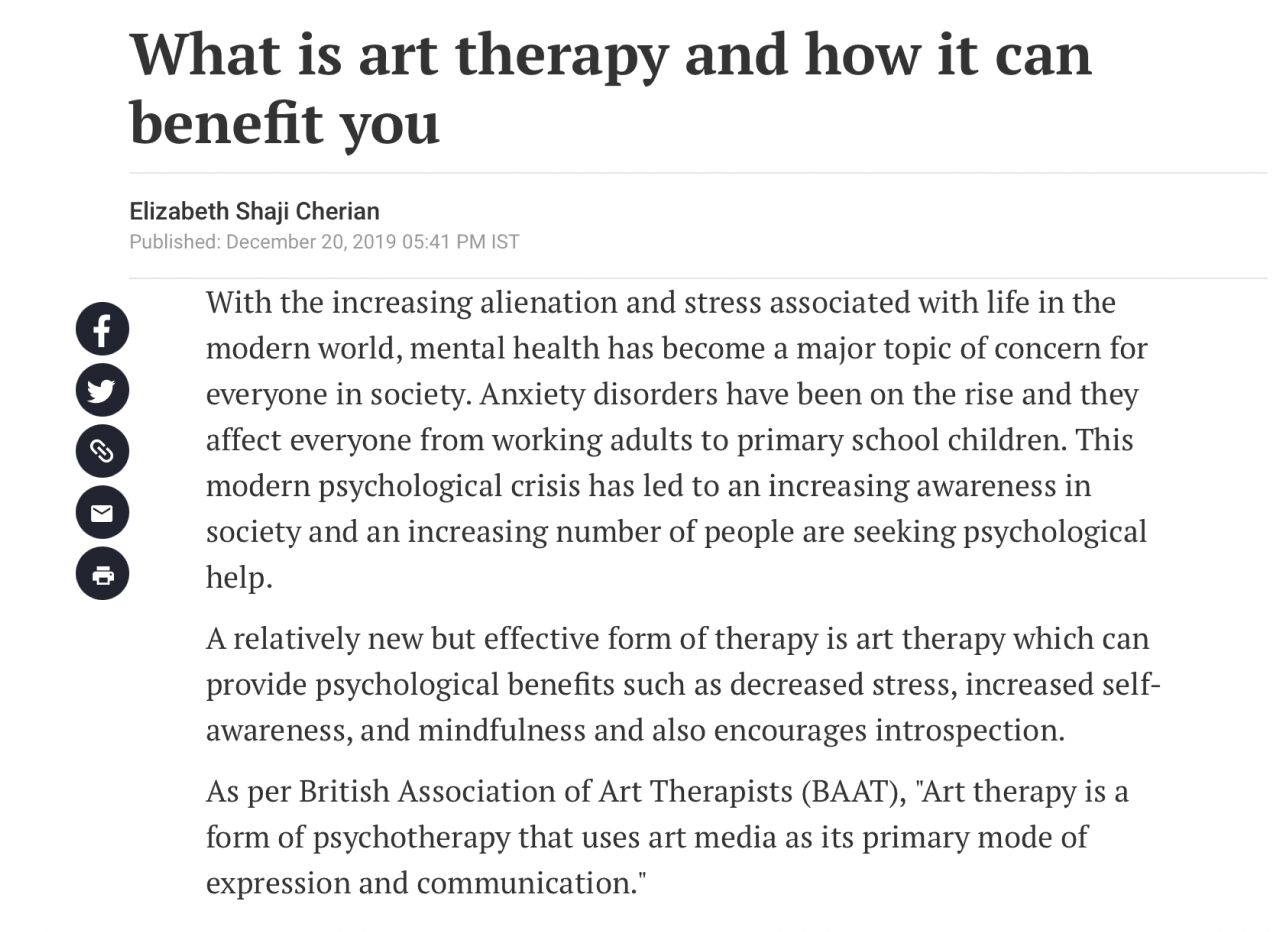 What is art therapy and how it can
benefit you
Elizabeth Shaji Cherian
Published: December 20, 2019 05:41 PM IST
With the increasing alienation and stress associated with life in the
modern world, mental health has become a major topic of concern for
everyone in society. Anxiety disorders have been on the rise and they
affect everyone from working adults to primary school children. This
modern psychological crisis has led to an increasing awareness in
society and an increasing number of people are seeking psychological
help.
A relatively new but effective form of therapy is art therapy which can
provide psychological benefits such as decreased stress, increased self-
awareness, and mindfulness and also encourages introspection.
As per British Association of Art Therapists (BAAT), "Art therapy is a
form of psychotherapy that uses art media as its primary mode of
expression and communication."